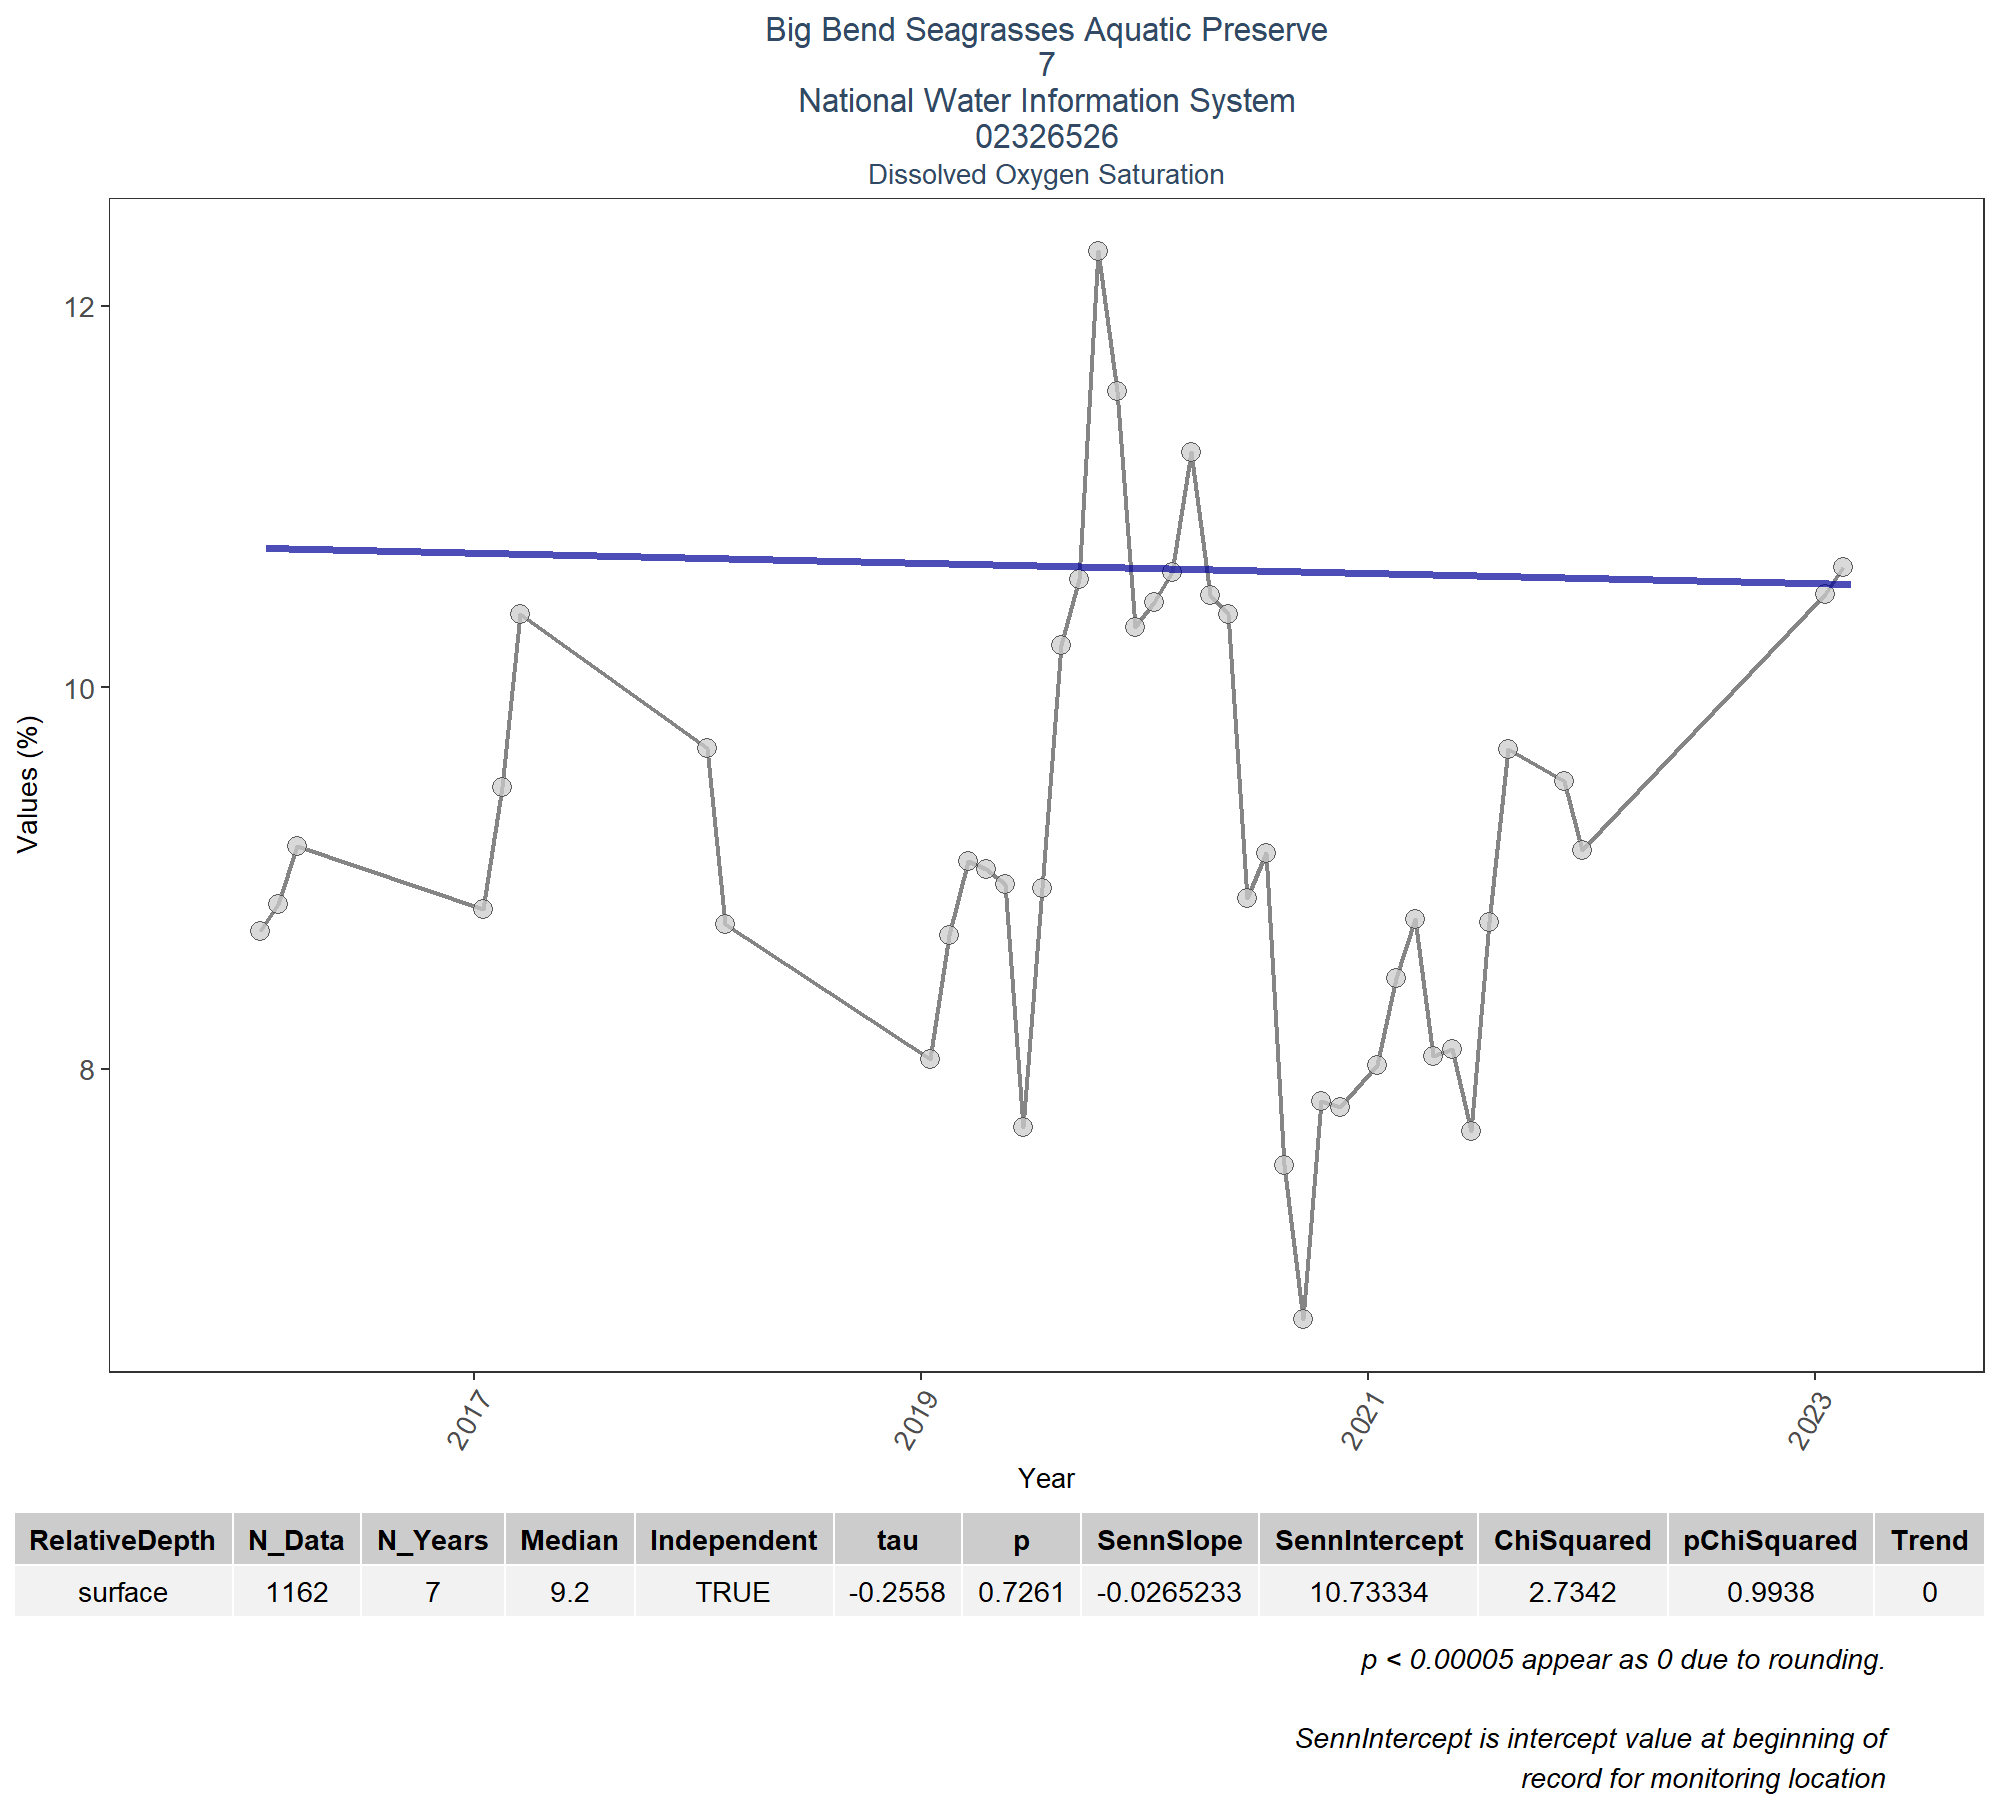 Big Bend Seagrasses Aquatic Preserve
7
National Water Information System
02326526
Dissolved Oxygen Saturation
12
10
8
Values (%)
2017
2019
2021
2023
Year
RelativeDepth N_Data N_Years Median Independent tau p SennSlope SennIntercept ChiSquared pChiSquared Trend
surface 1162 7 9.2 TRUE -0.2558 0.7261 -0.0265233 10.73334 2.7342 0.9938 0
p < 0.00005 appear as 0 due to rounding.
SennIntercept is intercept value at beginning of
record for monitoring location